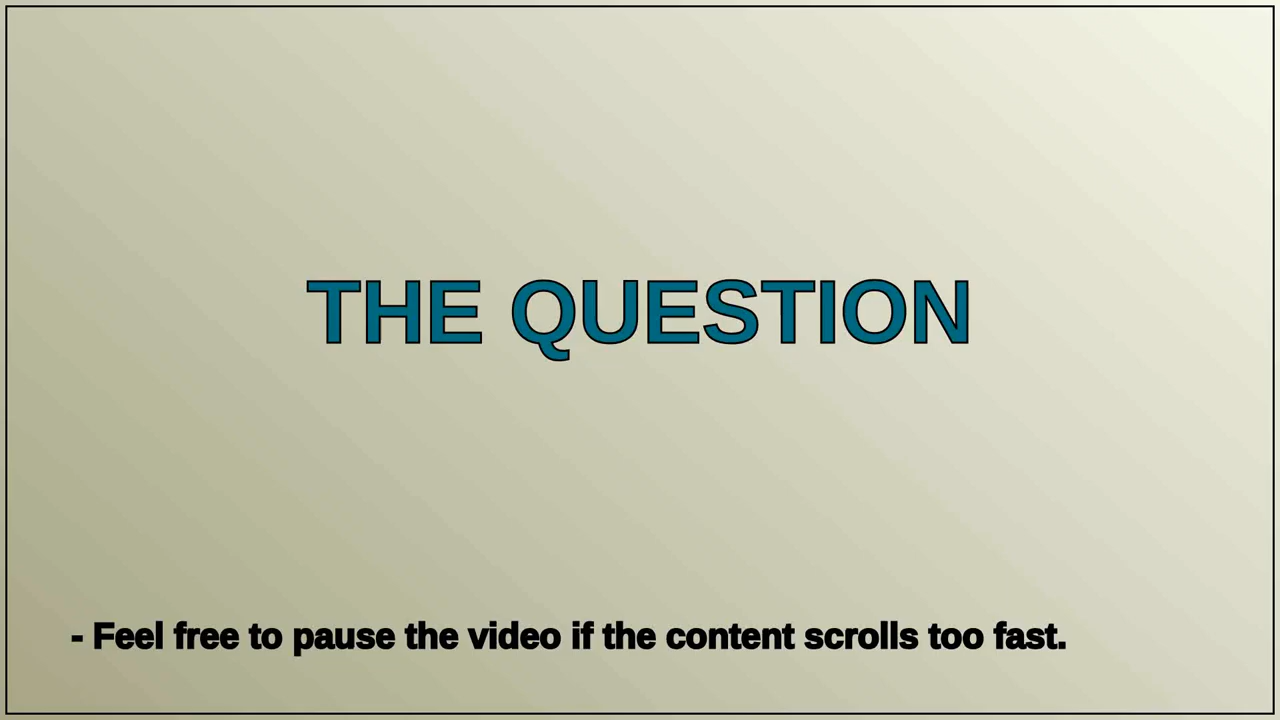 THE QUESTION
- Feel free to pause the video if the content scrolls too fast.